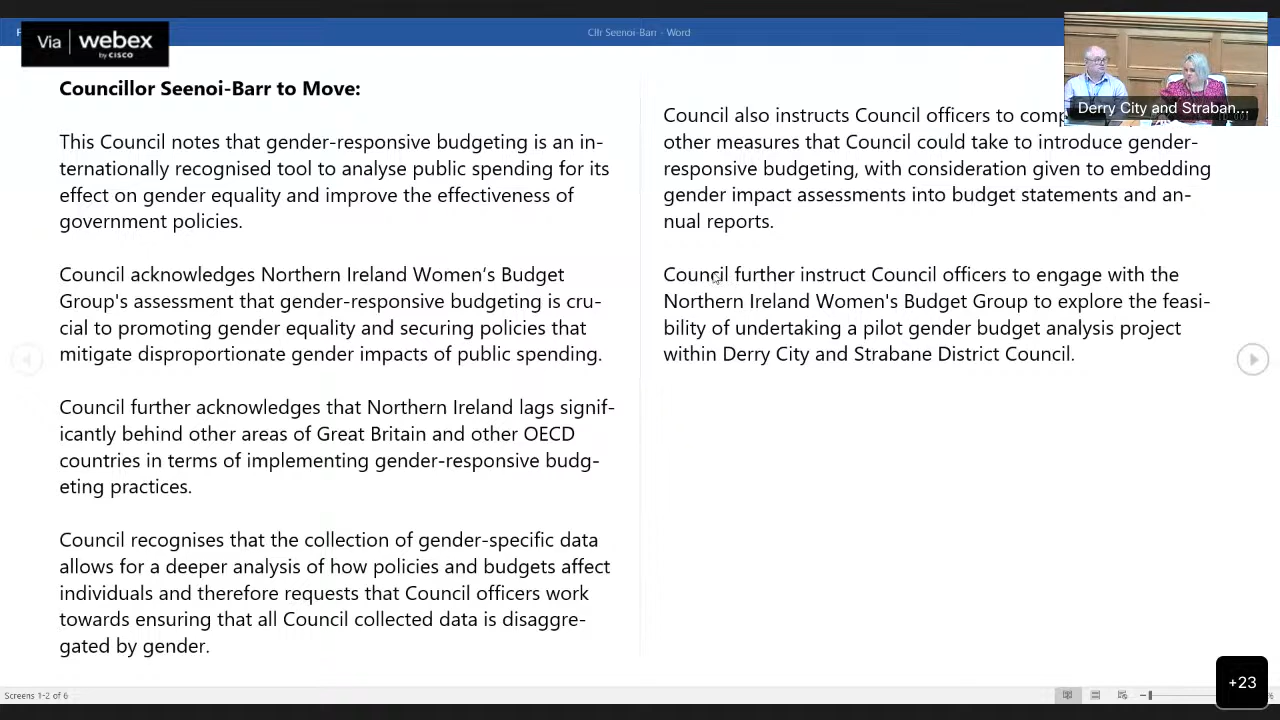 Via webex
by CISCO
Cllr Seenoi-Barr - Word
Derry City and Straban...
Councillor Seenoi-Barr to Move:
This Council notes that gender-responsive budgeting is an in-
ternationally recognised tool to analyse public spending for its
effect on gender equality and improve the effectiveness of
government policies.
Council acknowledges Northern Ireland Women's Budget
Group's assessment that gender-responsive budgeting is cru-
cial to promoting gender equality and securing policies that
mitigate disproportionate gender impacts of public spending.
Council further acknowledges that Northern Ireland lags signif-
icantly behind other areas of Great Britain and other OECD
countries in terms of implementing gender-responsive budg-
eting practices.
Council recognises that the collection of gender-specific data
allows for a deeper analysis of how policies and budgets affect
individuals and therefore requests that Council officers work
towards ensuring that all Council collected data is disaggre-
gated by gender.
Council also instructs Council officers to
other measures that Council could take to introduce gender-
responsive budgeting, with consideration given to embedding
gender impact assessments into budget statements and an-
nual reports.
Council further instruct Council officers to engage with the
Northern Ireland Women's Budget Group to explore the feasi-
bility of undertaking a pilot gender budget analysis project
within Derry City and Strabane District Council.
Screens 1-2 of 6
+23